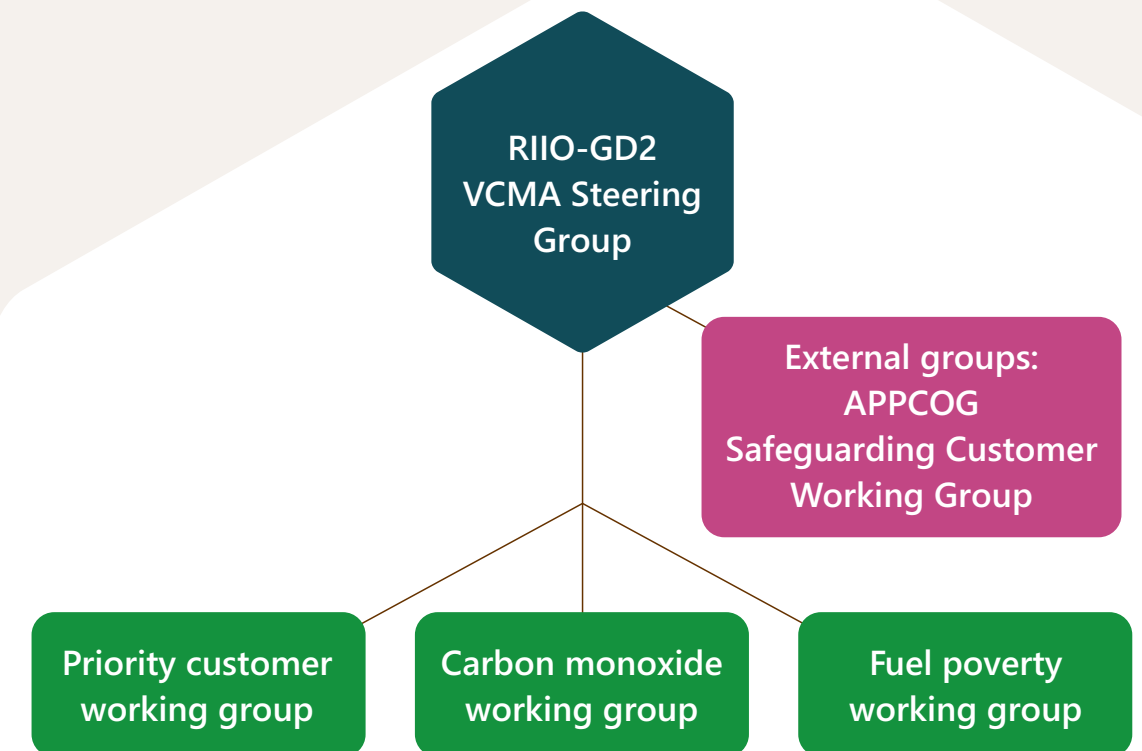 RIIO-GD2
VCMA Steering
Group
External groups:
APPCOG
Safeguarding Customer
Working Group
Priority customer
working group
Carbon monoxide
working group
Fuel poverty
working group